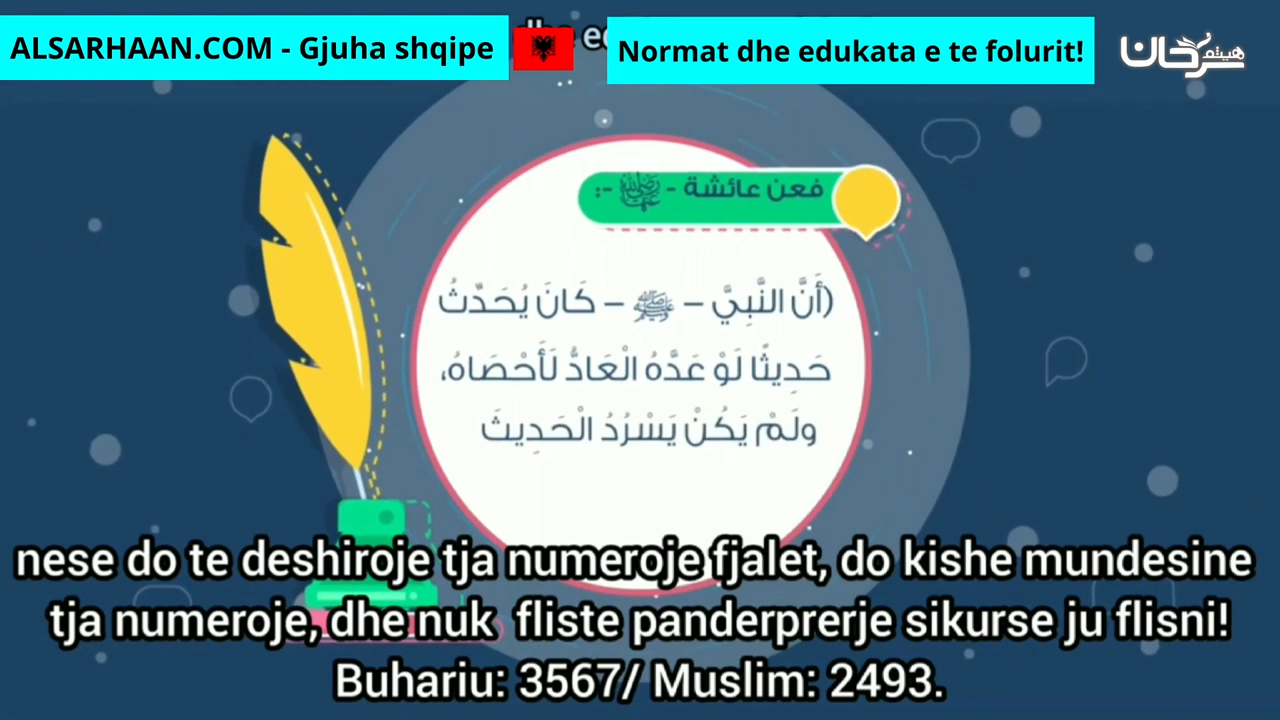 ALSARHAAN.COM - Gjuha shqipe
Normat dhe edukata e te folurit!
هيثم سرحان
فعن عائشة - رضي الله عنها -:
(أَنَّ النَّبِيَّ – ﷺ – كَانَ يُحَدِّثُ
حَدِيثًا لَوْ عَدَّهُ الْعَادُّ لَأَحْصَاهُ،
ولَمْ يَكُنْ يَسْرُدُ الْحَدِيثَ
nese do te deshiroje tja numeroje fjalet, do kishe mundesine
tja numeroje, dhe nuk fliste panderprerje sikurse ju flisni!
Buhariu: 3567/ Muslim: 2493.